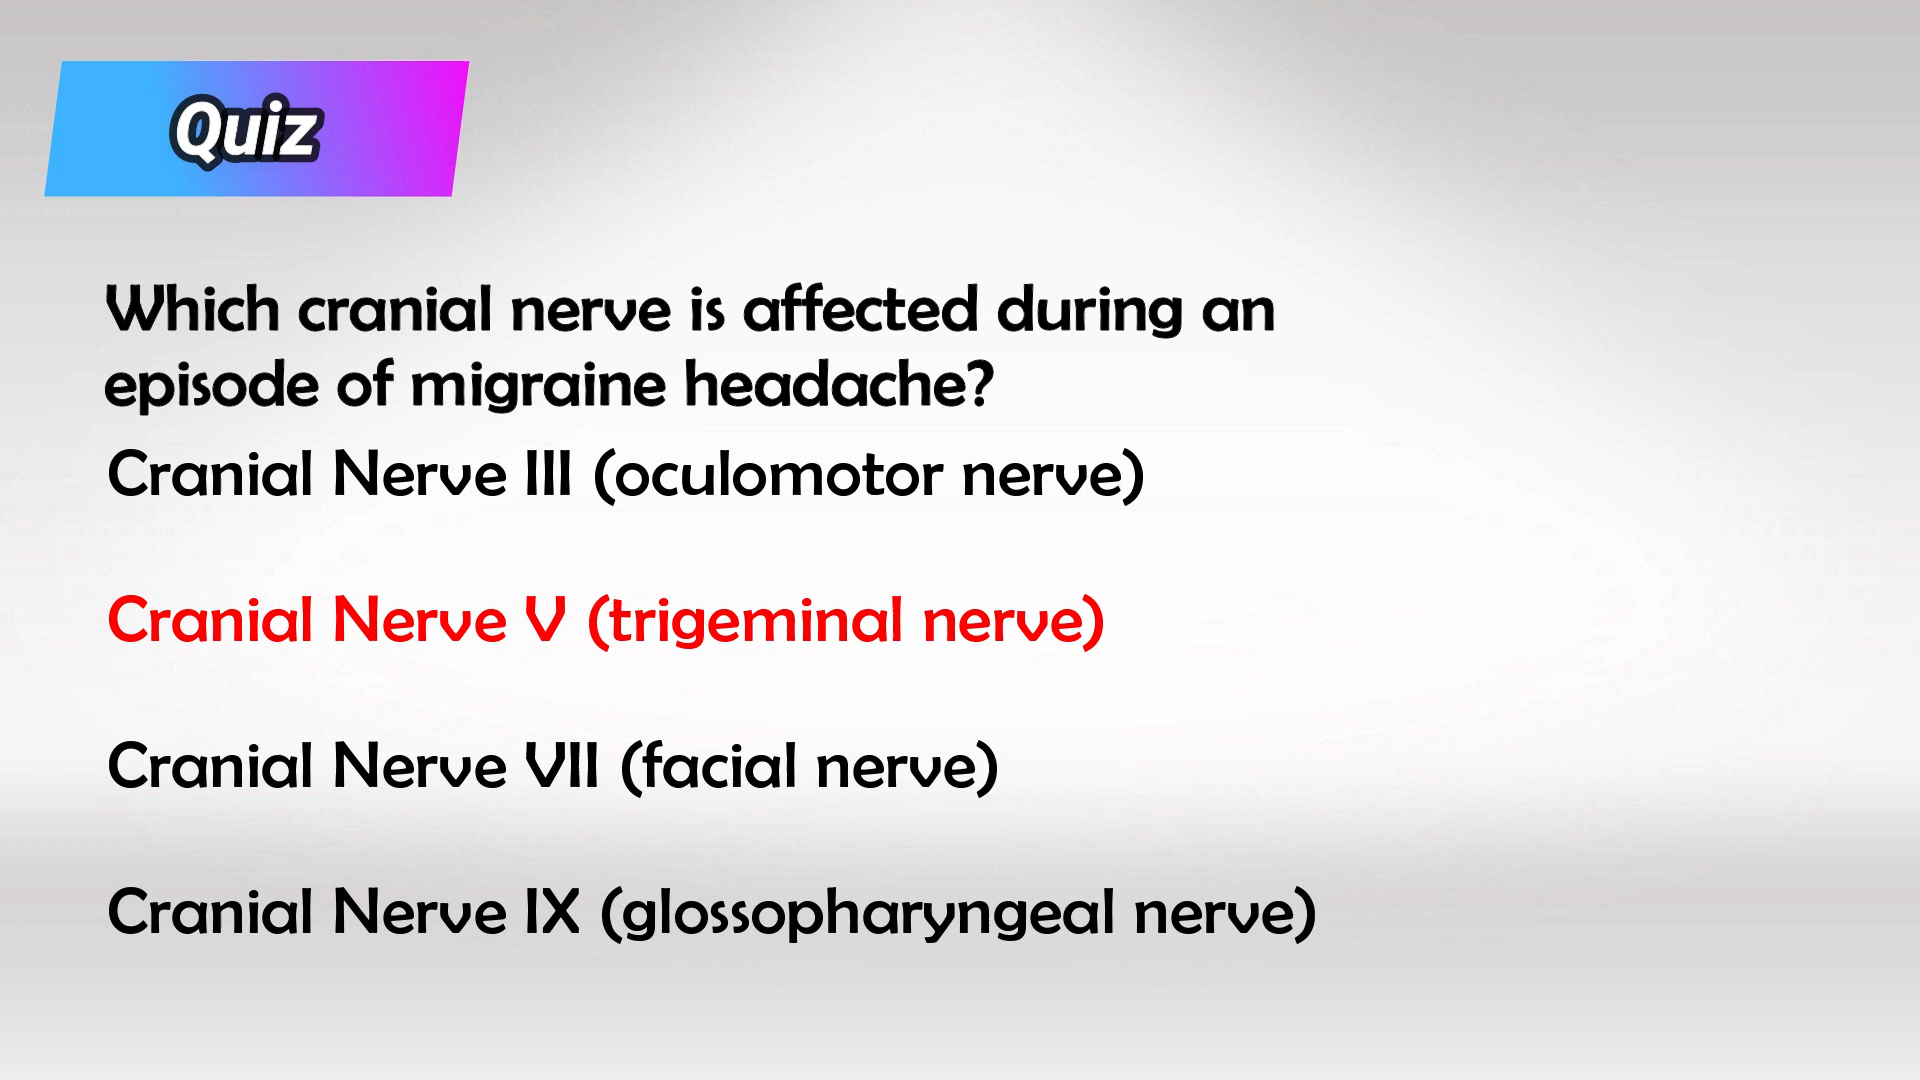 Quiz
Which cranial nerve is affected during an
episode of migraine headache?
Cranial Nerve III (oculomotor nerve)
Cranial Nerve V (trigeminal nerve)
Cranial Nerve VII (facial nerve)
Cranial Nerve IX (glossopharyngeal nerve)